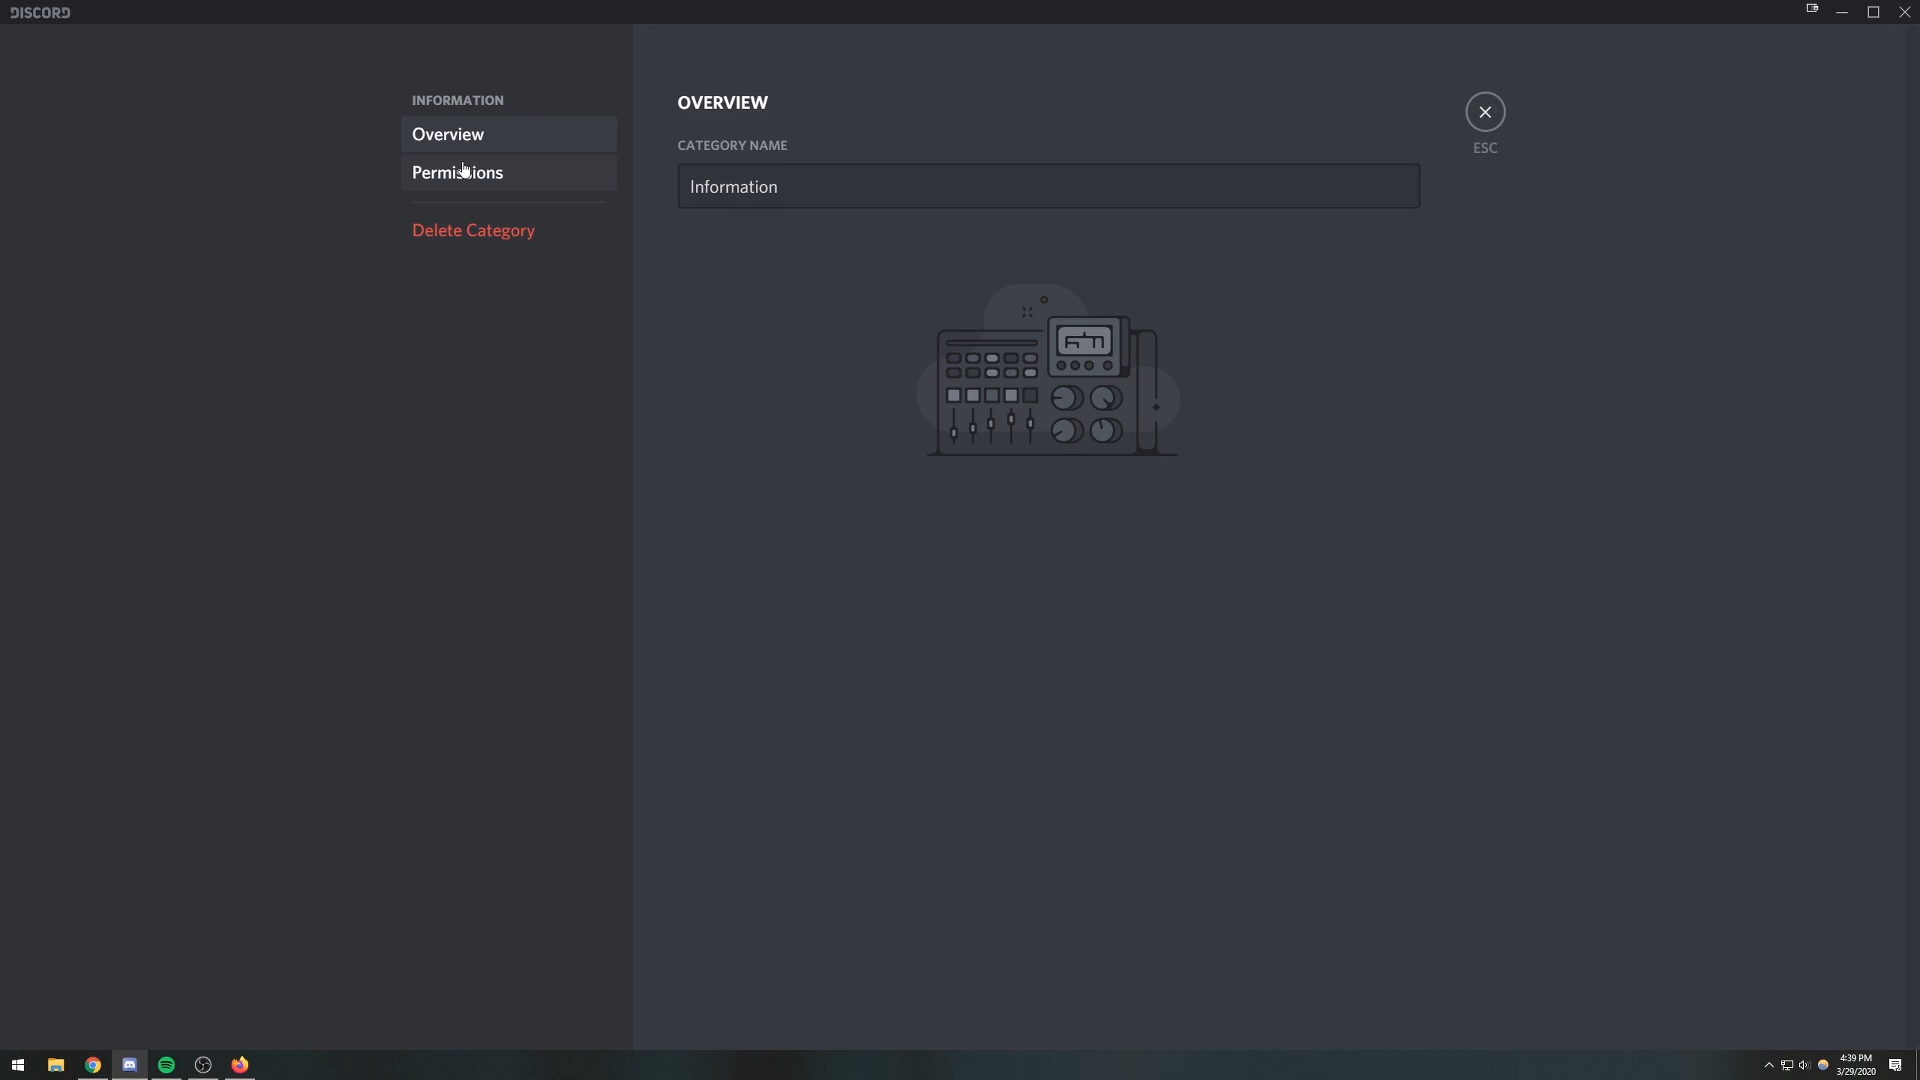 DISCORD
INFORMATION
Overview
Permissions
Delete Category
OVERVIEW
CATEGORY NAME
Information
ESC
4:39 PM
3/29/2020